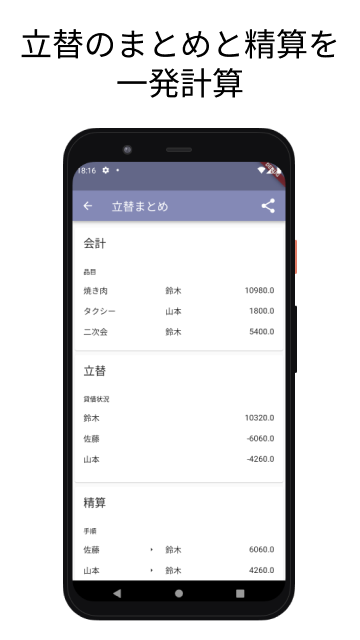 立替のまとめと精算を
一発計算
18:16
立替まとめ
会計
品目
焼き肉 鈴木 10980.0
タクシー 山本 1800.0
二次会 鈴木 5400.0
立替
貸借状況
鈴木 10320.0
佐藤 -6060.0
山本 -4260.0
精算
手順
佐藤 鈴木 6060.0
山本 鈴木 4260.0